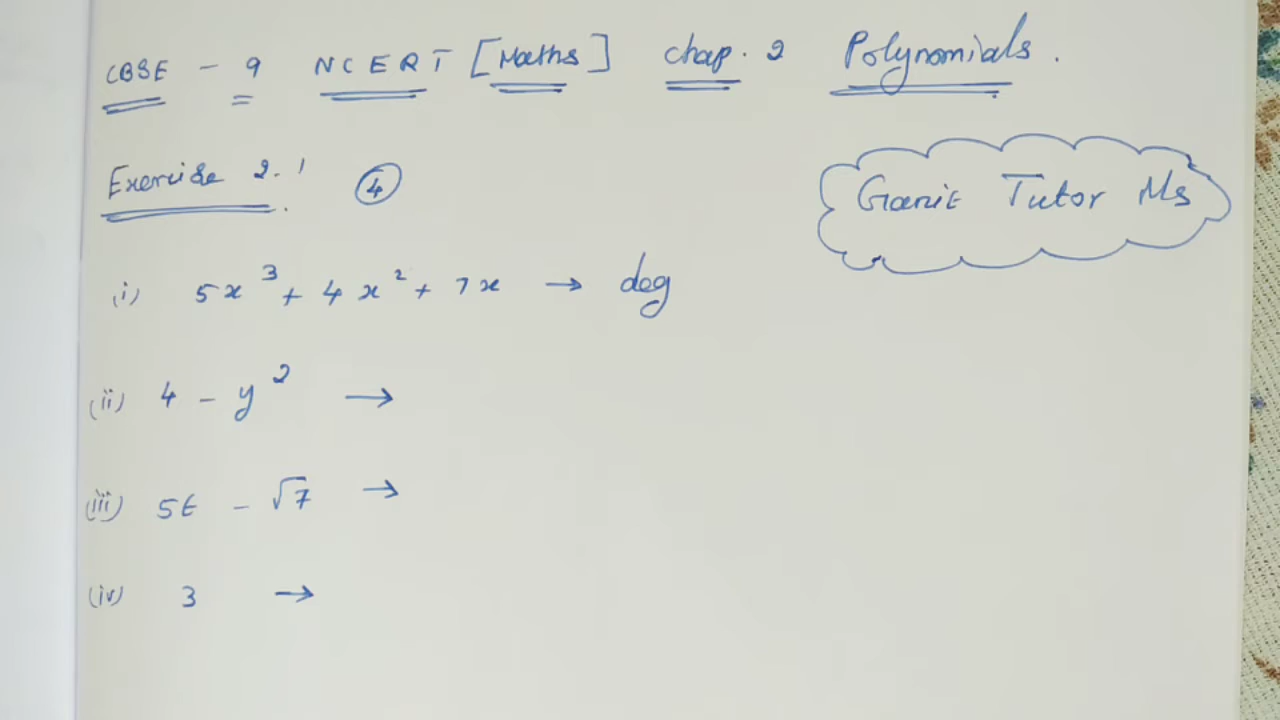 CBSE - 9 NCERT [Maths] Chap. 2 Polynomials.
Exercise 2.1 (4)
Ganit Tutor Ms
(i) 5x³ + 4x² + 7x → deg
(ii) 4 - y² →
(iii) 5t - √7 →
(iv) 3 →